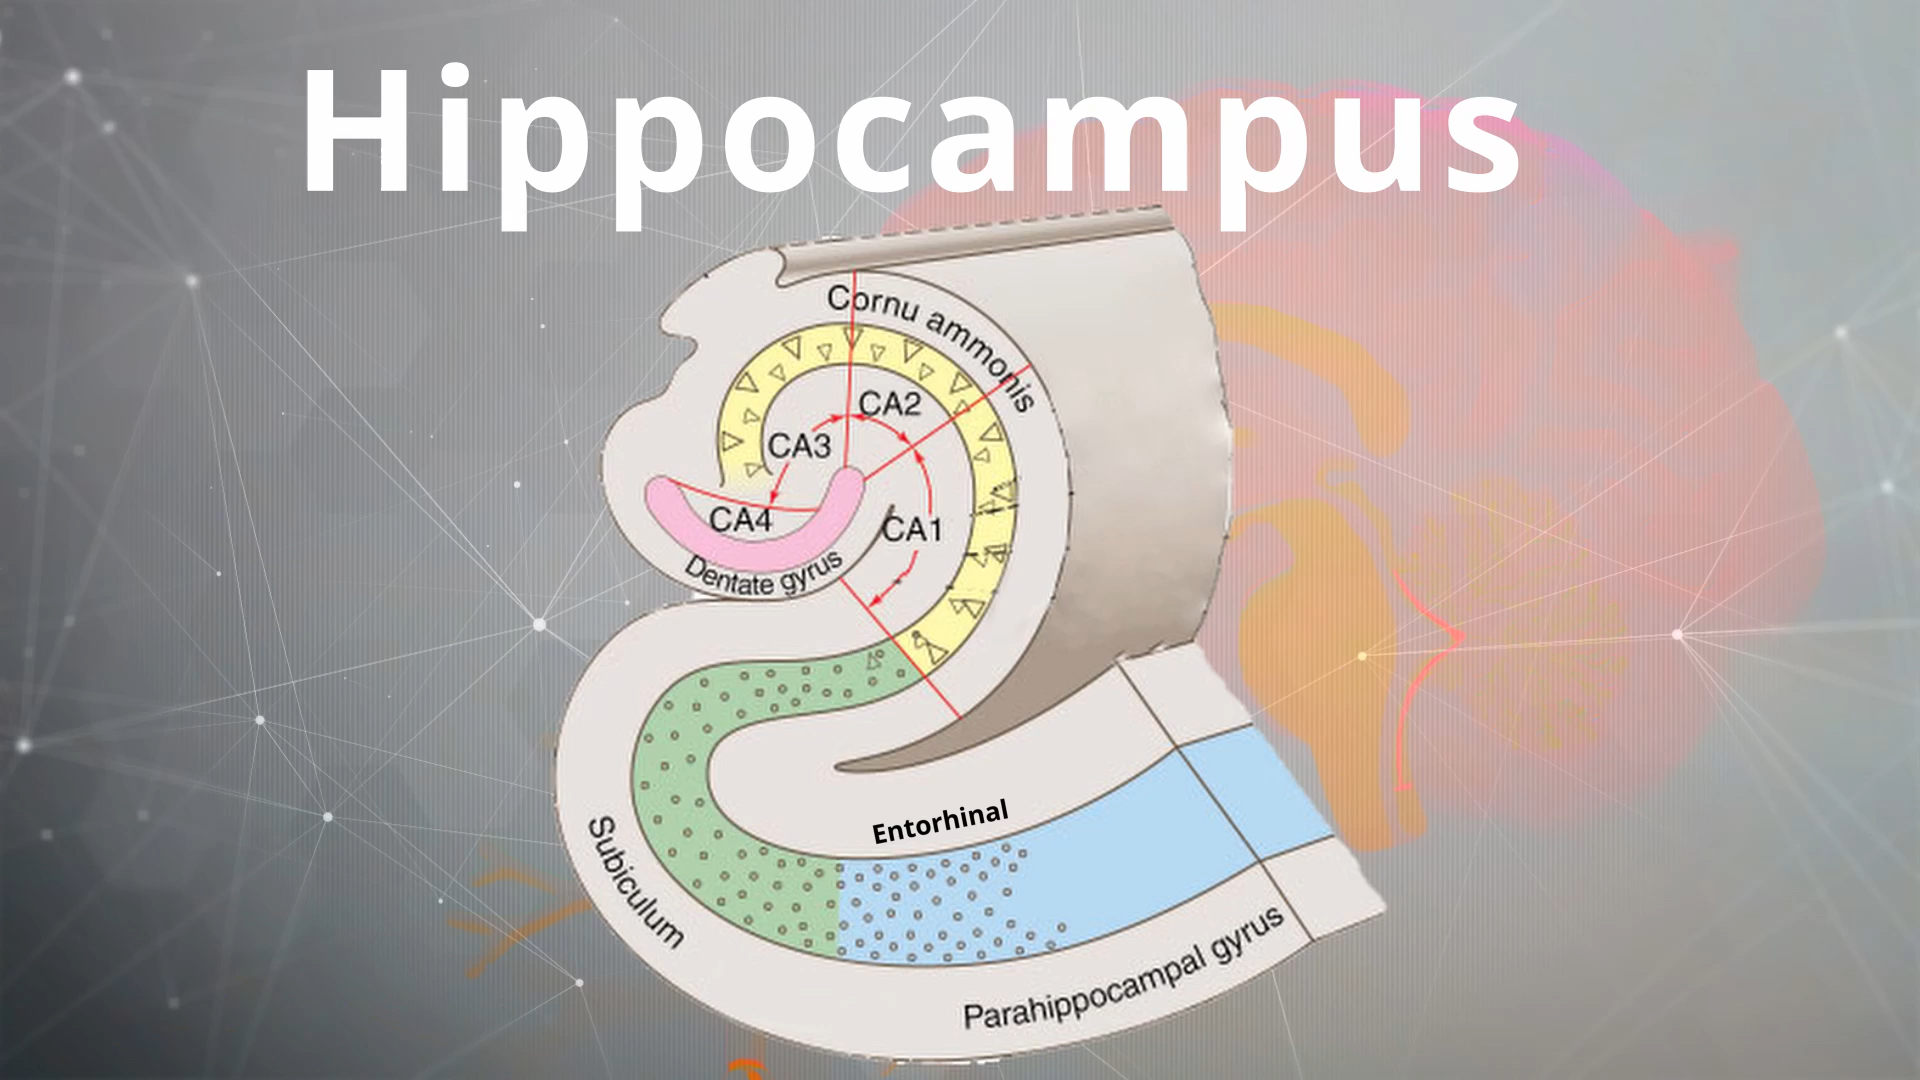 Hippocampus
Cornu ammonis
CA2
CA3
CA4
CA1
Dentate gyrus
Entorhinal
Subiculum
Parahippocampal gyrus